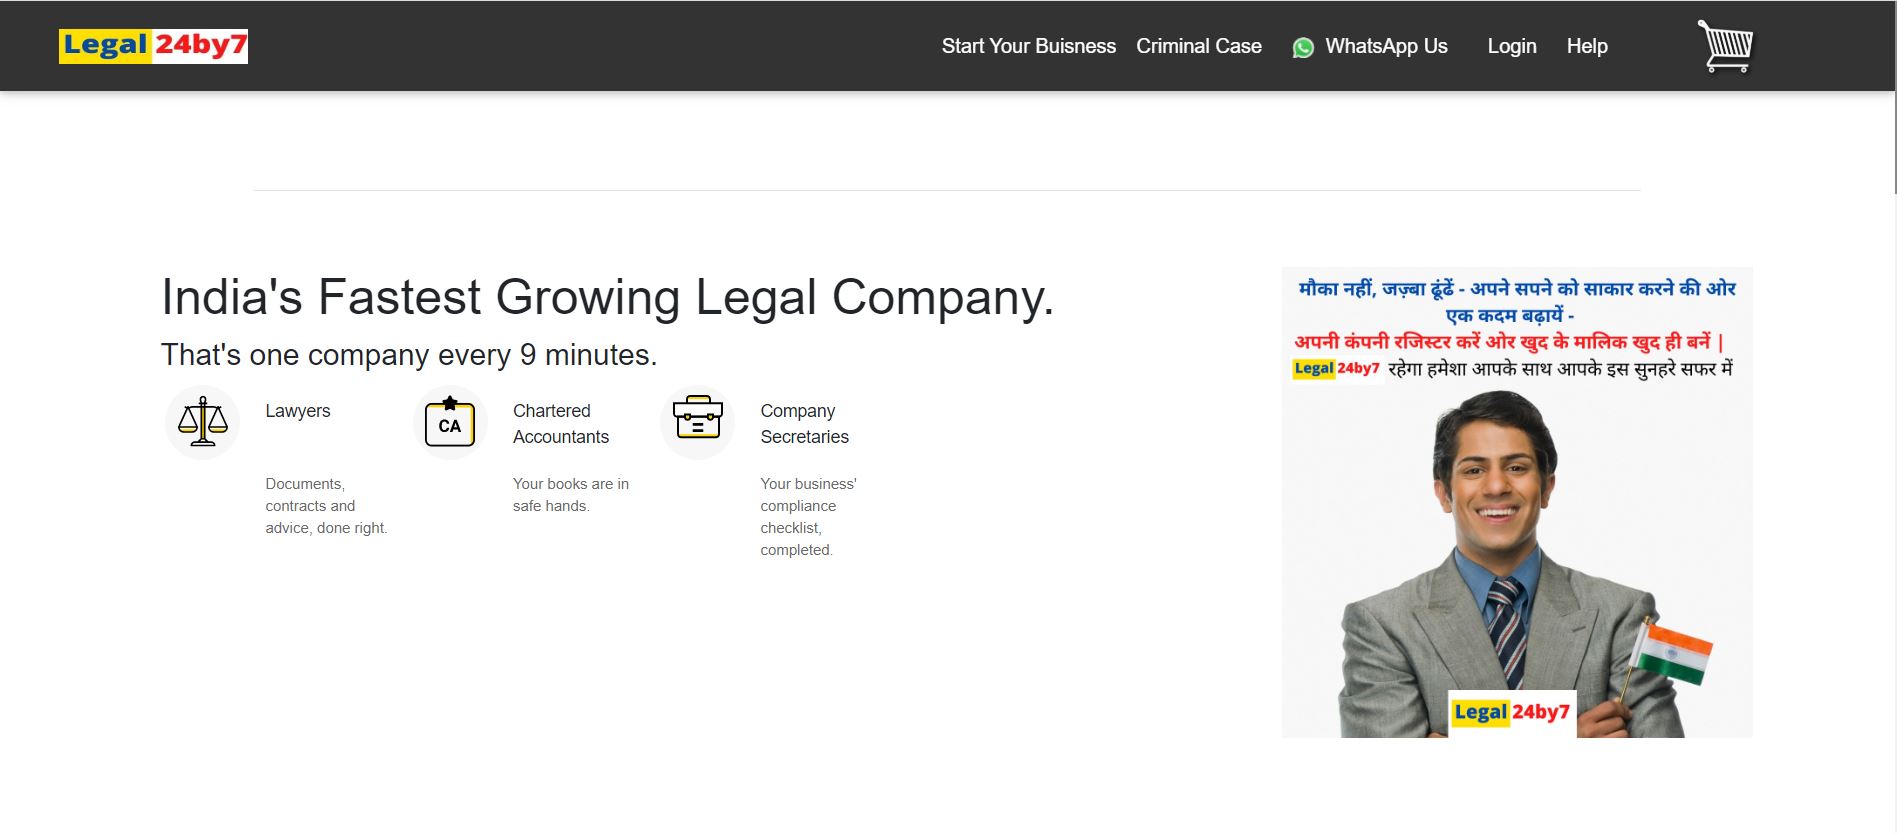 Legal 24by7
Start Your Buisness
Criminal Case
WhatsApp Us
Login
Help
India's Fastest Growing Legal Company.
That's one company every 9 minutes.
Lawyers
Documents,
contracts and
advice, done right.
CA
Chartered
Accountants
Your books are in
safe hands.
Company
Secretaries
Your business'
compliance
checklist,
completed.
मौका नहीं, जज़्बा ढूंढें - अपने सपने को साकार करने की ओर
एक कदम बढ़ायें -
अपनी कंपनी रजिस्टर करें ओर खुद के मालिक खुद ही बनें |
Legal 24by7 रहेगा हमेशा आपके साथ आपके इस सुनहरे सफर में
Legal 24by7